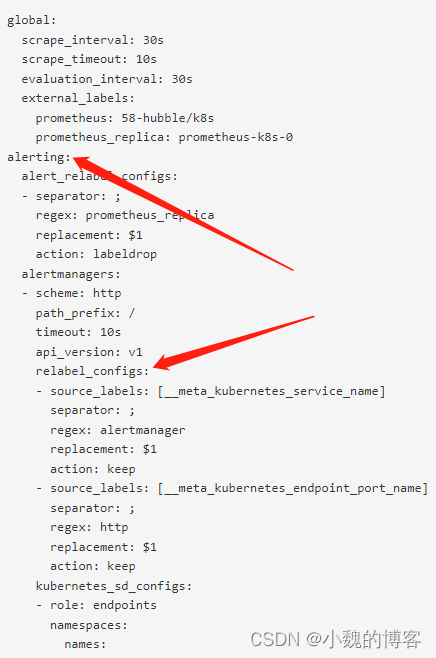 global:
  scrape_interval: 30s
  scrape_timeout: 10s
  evaluation_interval: 30s
  external_labels:
    prometheus: 58-hubble/k8s
    prometheus_replica: prometheus-k8s-0
alerting:
  alert_relabel_configs:
  - separator: ;
    regex: prometheus_replica
    replacement: $1
    action: labeldrop
  alertmanagers:
  - scheme: http
    path_prefix: /
    timeout: 10s
    api_version: v1
    relabel_configs:
    - source_labels: [__meta_kubernetes_service_name]
      separator: ;
      regex: alertmanager
      replacement: $1
      action: keep
    - source_labels: [__meta_kubernetes_endpoint_port_name]
      separator: ;
      regex: http
      replacement: $1
      action: keep
    kubernetes_sd_configs:
    - role: endpoints
      namespaces:
        names:
CSDN @小魏的博客